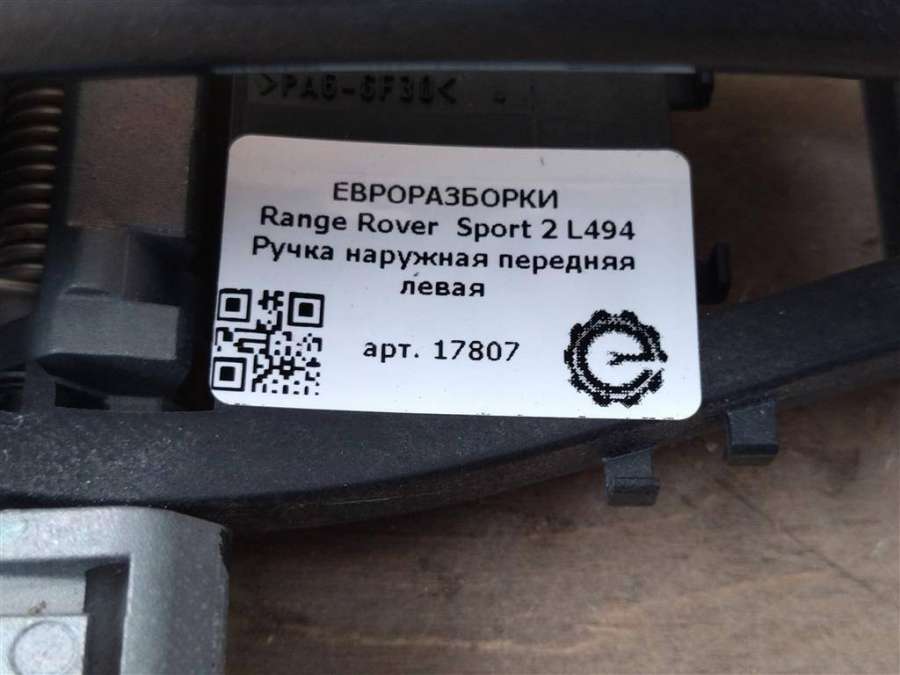 >PA6-GF30<
ЕВРОРАЗБОРКИ
Range Rover Sport 2 L494
Ручка наружная передняя
левая
арт. 17807